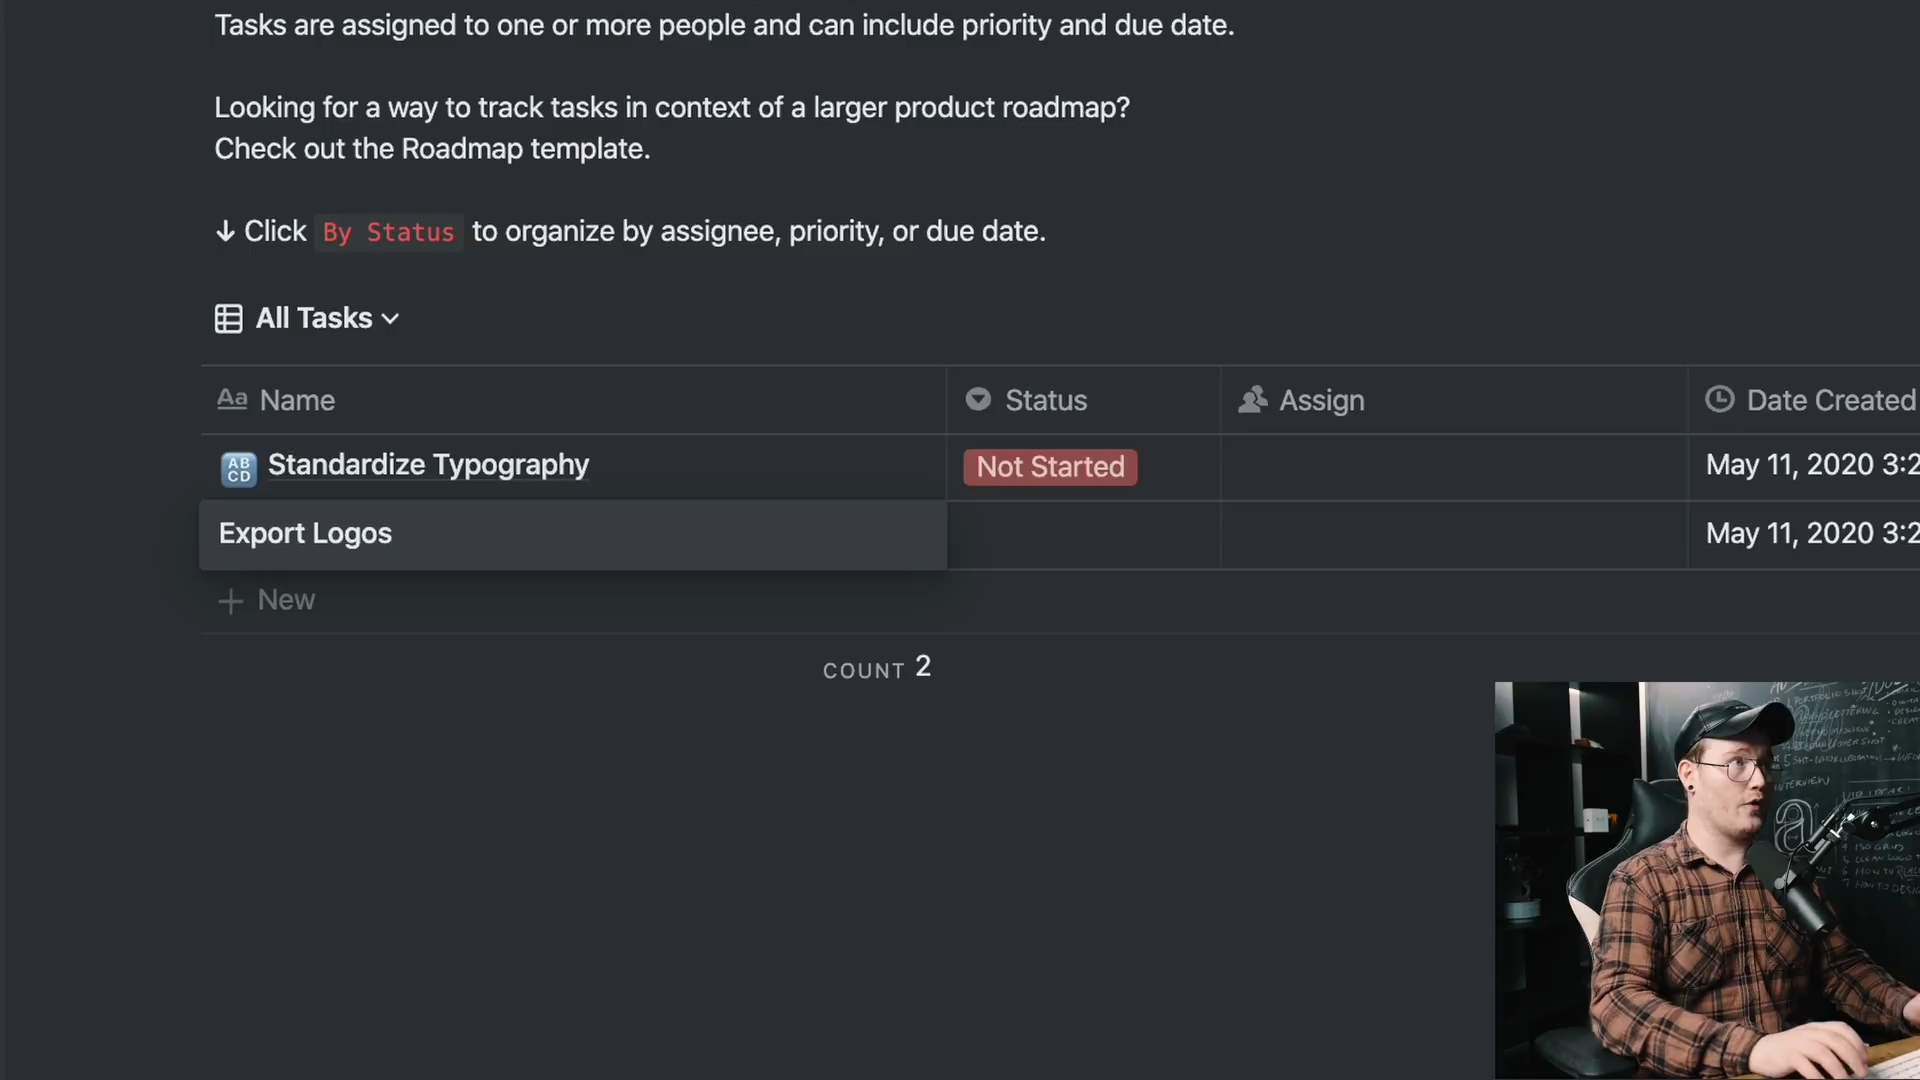 Tasks are assigned to one or more people and can include priority and due date.
Looking for a way to track tasks in context of a larger product roadmap?
Check out the Roadmap template.
↓ Click By Status to organize by assignee, priority, or due date.
All Tasks
Aa Name Status Assign Date Created
ABCD Standardize Typography Not Started May 11, 2020 3:2
Export Logos May 11, 2020 3:2
+ New
COUNT 2
INTERVIEW
a